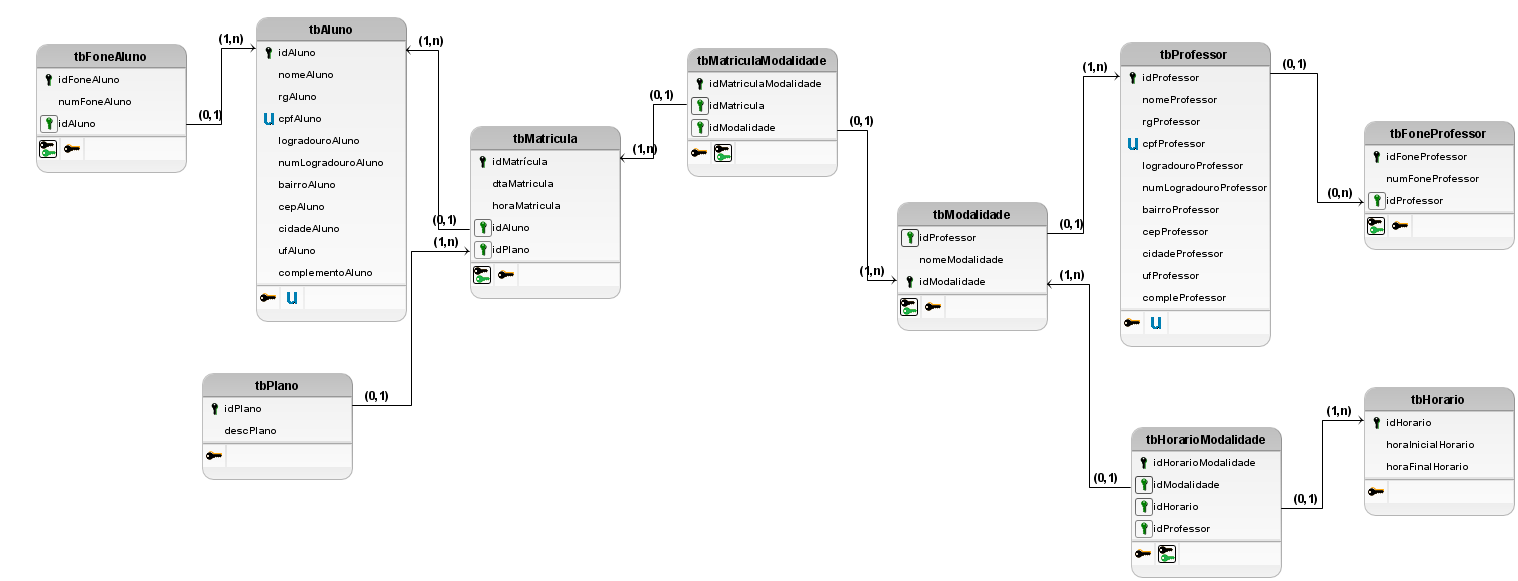 tbFoneAluno
idFoneAluno
numFoneAluno
idAluno
(1,n)
(0,1)
tbAluno
idAluno
nomeAluno
rgAluno
cpfAluno
logradouroAluno
numLogradouroAluno
bairroAluno
cepAluno
cidadeAluno
ufAluno
complementoAluno
(1,n)
(0,1)
(1,n)
tbMatricula
idMatrícula
dtaMatricula
horaMatricula
idAluno
idPlano
tbPlano
idPlano
descPlano
(0,1)
tbMatriculaModalidade
idMatriculaModalidade
idMatricula
idModalidade
(0,1)
(1,n)
(0,1)
(1,n)
tbModalidade
idProfessor
nomeModalidade
idModalidade
(1,n)
(0,1)
(1,n)
tbProfessor
idProfessor
nomeProfessor
rgProfessor
cpfProfessor
logradouroProfessor
numLogradouroProfessor
bairroProfessor
cepProfessor
cidadeProfessor
ufProfessor
compleProfessor
(0,1)
(0,n)
tbFoneProfessor
idFoneProfessor
numFoneProfessor
idProfessor
tbHorarioModalidade
idHorarioModalidade
idModalidade
idHorario
idProfessor
(0,1)
(0,1)
(1,n)
tbHorario
idHorario
horaInicialHorario
horaFinalHorario